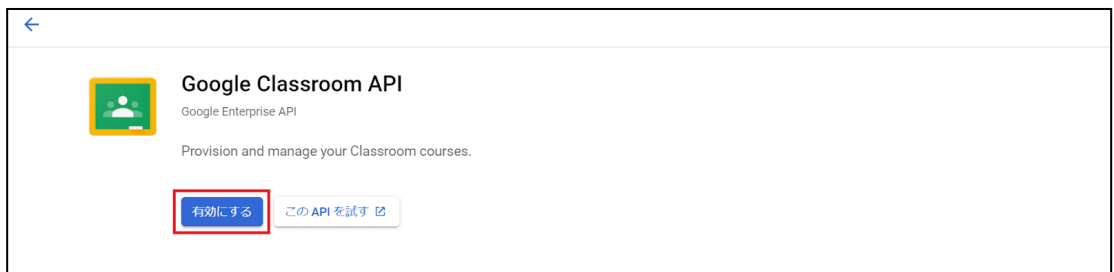 Google Classroom API
Google Enterprise API
Provision and manage your Classroom courses.
有効にする
この API を試す